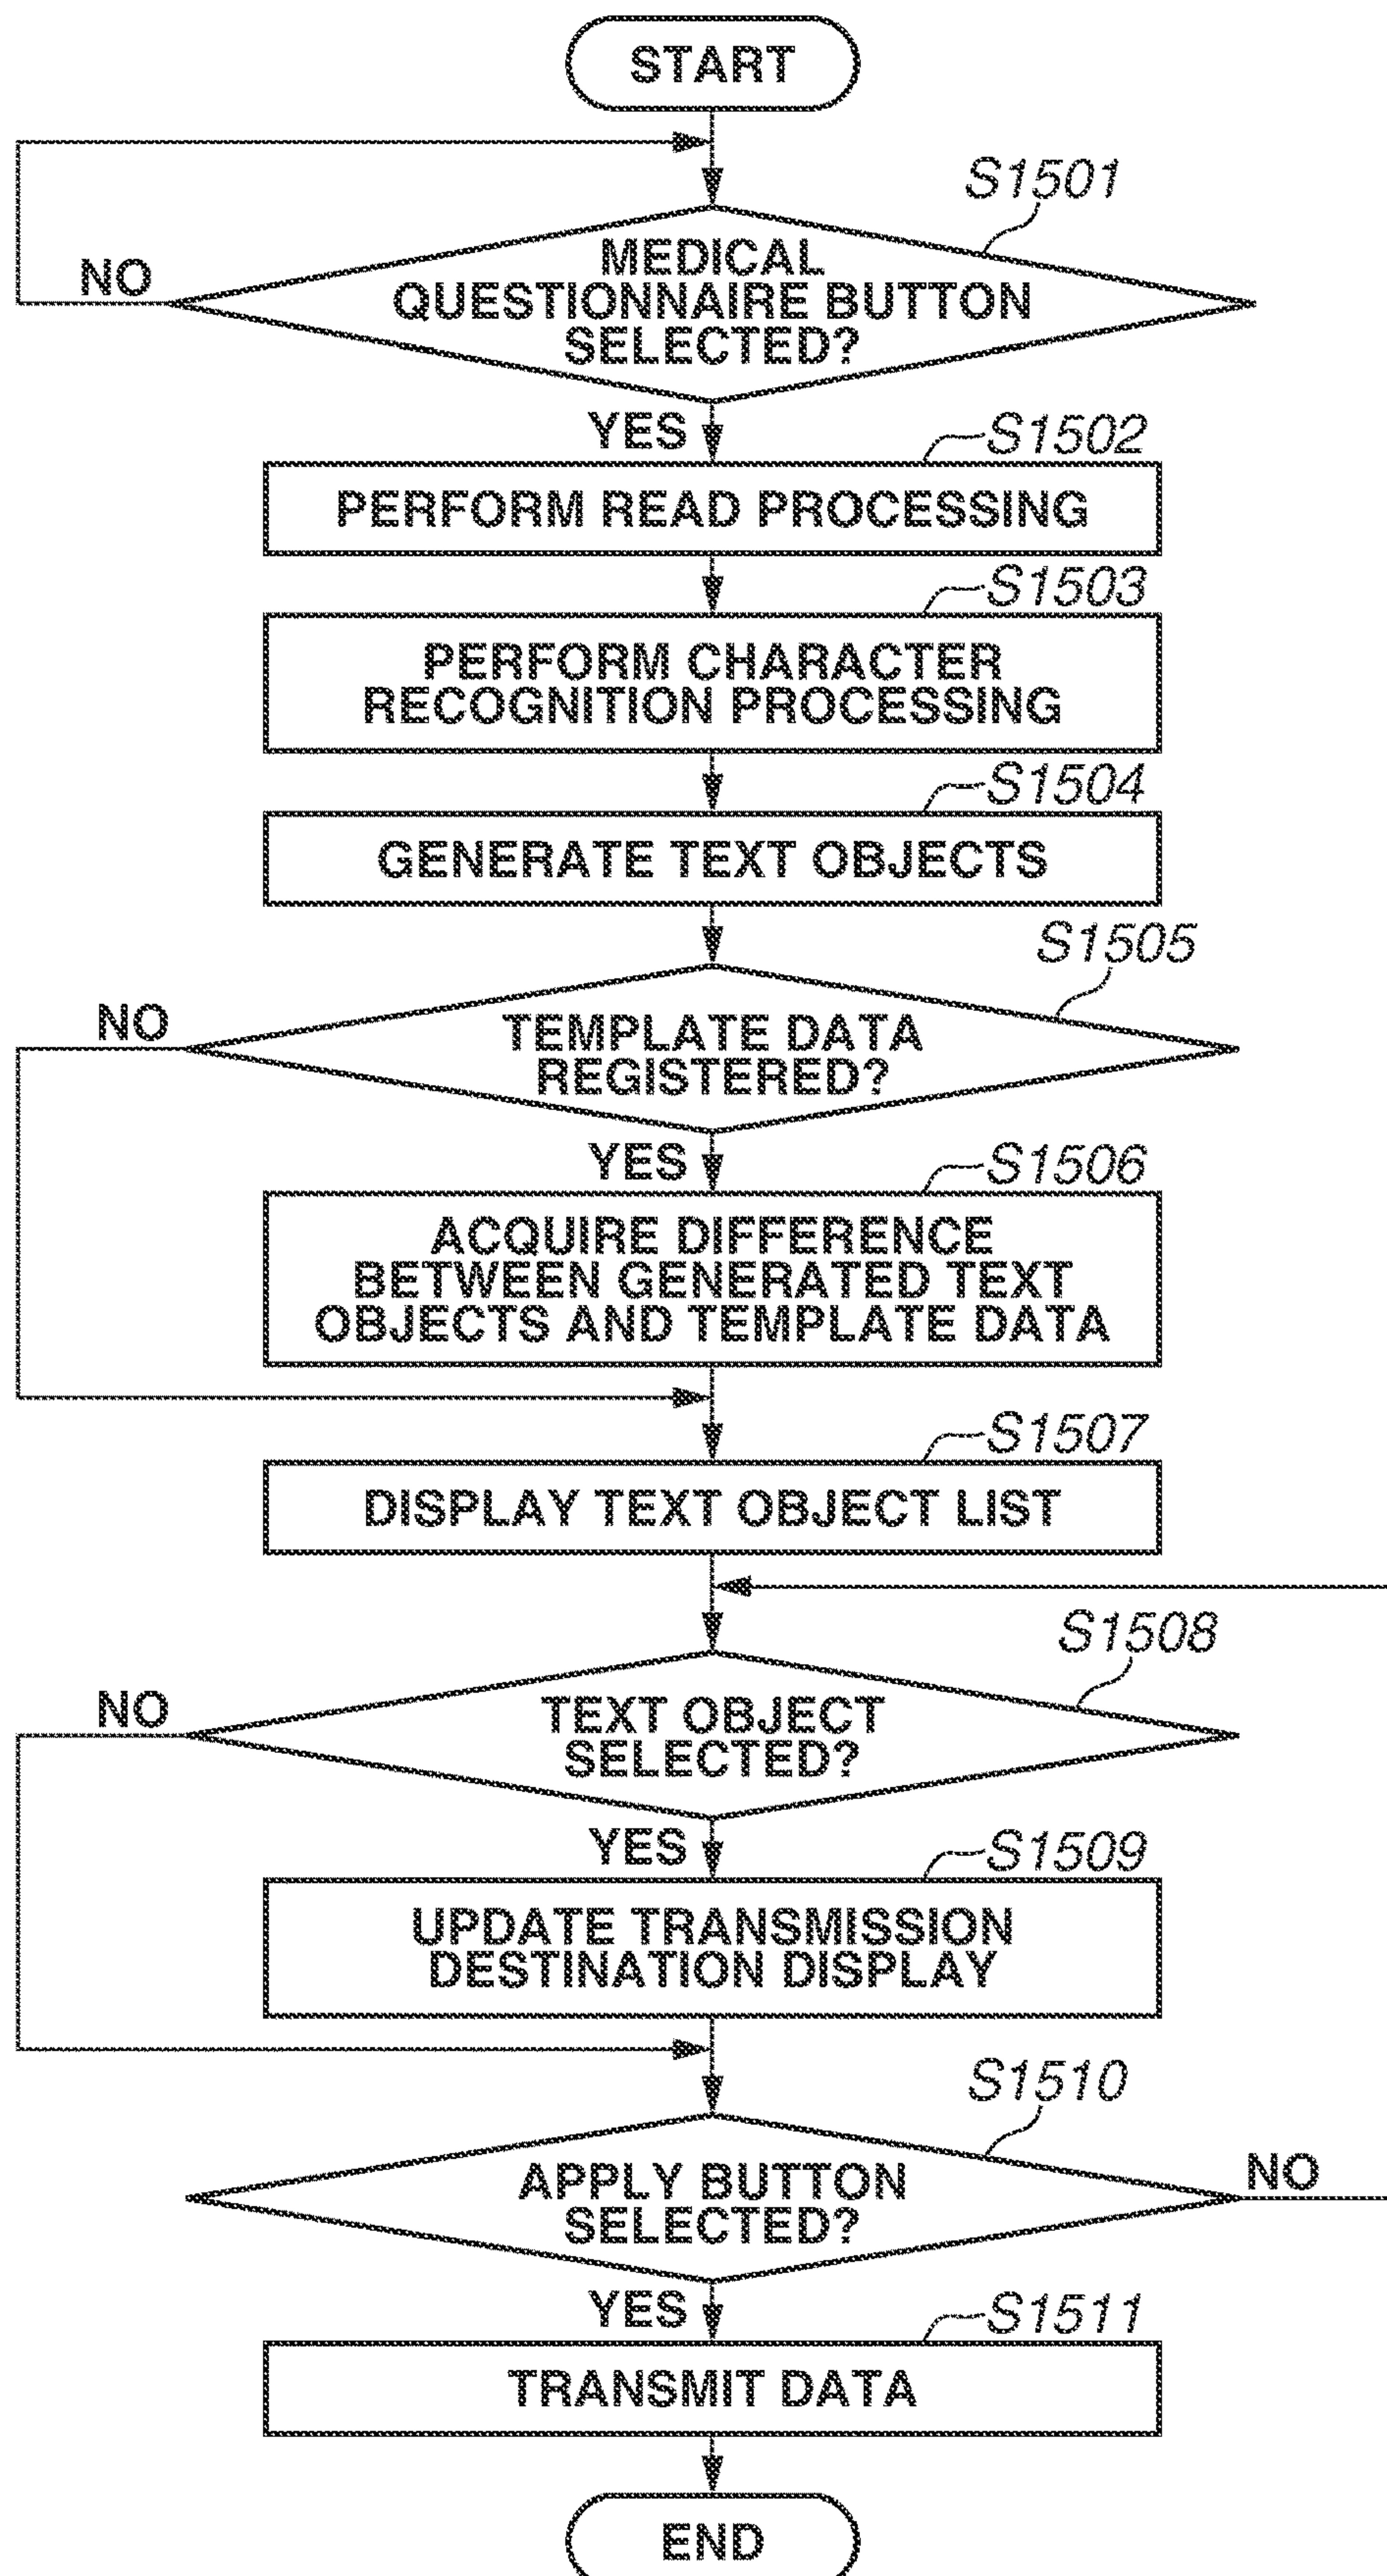 START
S1501
MEDICAL
QUESTIONNAIRE BUTTON
SELECTED?
NO
YES
S1502
PERFORM READ PROCESSING
S1503
PERFORM CHARACTER
RECOGNITION PROCESSING
S1504
GENERATE TEXT OBJECTS
S1505
NO
TEMPLATE DATA
REGISTERED?
YES
S1506
ACQUIRE DIFFERENCE
BETWEEN GENERATED TEXT
OBJECTS AND TEMPLATE DATA
S1507
DISPLAY TEXT OBJECT LIST
S1508
NO
TEXT OBJECT
SELECTED?
YES
S1509
UPDATE TRANSMISSION
DESTINATION DISPLAY
S1510
APPLY BUTTON
SELECTED?
NO
YES
S1511
TRANSMIT DATA
END